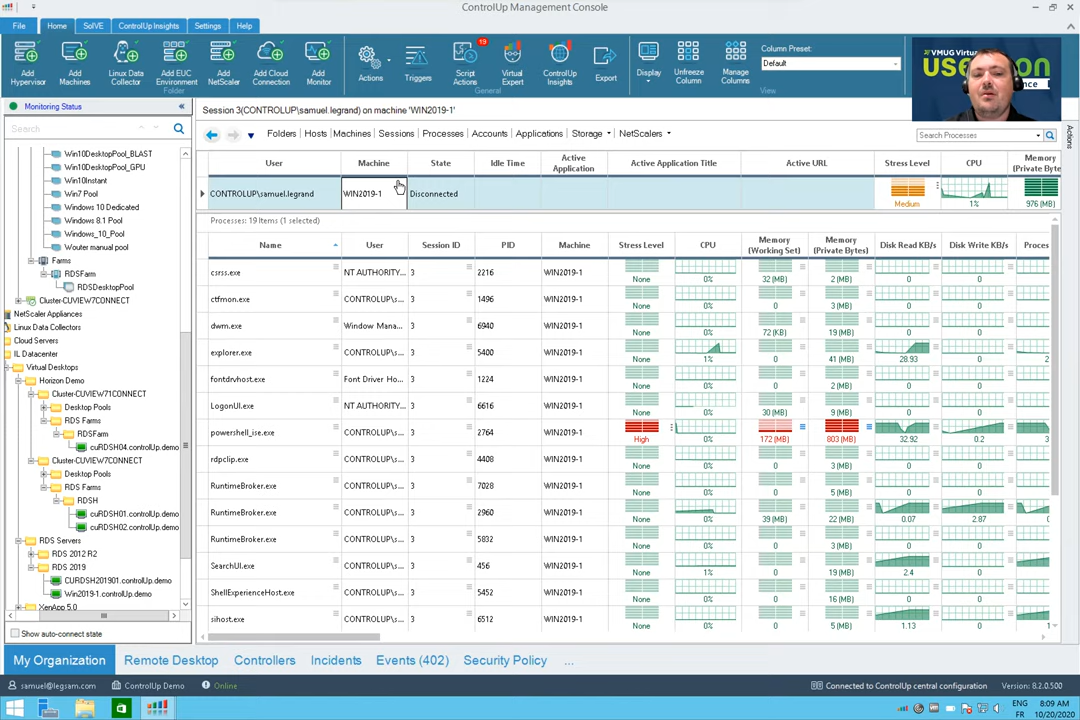 ControlUp Management Console
File Home SolVE ControlUp Insights Settings Help
Add Hypervisor
Add Machines
Linux Data Collector
Add EUC Environment
Add NetScaler
Add Cloud Connection
Add Monitor
Actions
Triggers
19
Script Actions
Virtual Expert
ControlUp Insights
Export
Display
Unfreeze Column
Manage Columns
Column Preset:
Default
Folder General View
VMUG Virtual
Monitoring Status
Search
Win10DesktopPool_BLAST
Win10DesktopPool_GPU
Win10Instant
Win7 Pool
Windows 10 Dedicated
Windows 8.1 Pool
Windows_10_Pool
Wouter manual pool
Farms
RDSFarm
RDSDesktopPool
Cluster-CUVIEW7CONNECT
NetScaler Appliances
Linux Data Collectors
Cloud Servers
IL Datacenter
Virtual Desktops
Horizon Demo
Cluster-CUVIEW71CONNECT
Desktop Pools
RDS Farms
RDSFarm
cuRDSH04.controlUp.demo
Cluster-CUVIEW7CONNECT
Desktop Pools
RDS Farms
RDSH
cuRDSH01.controlUp.demo
cuRDSH02.controlUp.demo
RDS Servers
RDS 2012 R2
RDS 2019
CURDSH201901.controlUp.demo
Win2019-1.controlUp.demo
XenApp 5.0
Show auto-connect state
Session 3(CONTROLUP\samuel.legrand) on machine 'WIN2019-1'
Folders Hosts Machines Sessions Processes Accounts Applications Storage NetScalers
Search Processes
Actions
User Machine State Idle Time Active Application Active Application Title Active URL Stress Level CPU Memory (Private Byte
CONTROLUP\samuel.legrand WIN2019-1 Disconnected Medium 1% 976 (MB)
Processes: 19 Items (1 selected)
Name User Session ID PID Machine Stress Level CPU Memory (Working Set) Memory (Private Bytes) Disk Read KB/s Disk Write KB/s Proces
csrss.exe NT AUTHORITY... 3 2216 WIN2019-1 None 0% 32 (MB) 2 (MB) 0 0
ctfmon.exe CONTROLUP\s... 3 1496 WIN2019-1 None 0% 0 3 (MB) 0 0
dwm.exe Window Mana... 3 6940 WIN2019-1 None 0% 72 (KB) 19 (MB) 0 0
explorer.exe CONTROLUP\s... 3 5400 WIN2019-1 None 1% 0 41 (MB) 28.93 0
fontdrvhost.exe Font Driver Ho... 3 1224 WIN2019-1 None 0% 0 2 (MB) 0 0
LogonUI.exe NT AUTHORITY... 3 6616 WIN2019-1 None 0% 30 (MB) 9 (MB) 0 0
powershell_ise.exe CONTROLUP\s... 3 2764 WIN2019-1 High 0% 172 (MB) 803 (MB) 32.92 0.2
rdpclip.exe CONTROLUP\s... 3 4408 WIN2019-1 None 0% 0 3 (MB) 0 0
RuntimeBroker.exe CONTROLUP\s... 3 7028 WIN2019-1 None 0% 0 5 (MB) 0 0
RuntimeBroker.exe CONTROLUP\s... 3 2960 WIN2019-1 None 0% 39 (MB) 22 (MB) 0.07 2.87
RuntimeBroker.exe CONTROLUP\s... 3 5832 WIN2019-1 None 0% 0 2 (MB) 0 0
SearchUI.exe CONTROLUP\s... 3 456 WIN2019-1 None 1% 0 19 (MB) 2.4 0
ShellExperienceHost.exe CONTROLUP\s... 3 5452 WIN2019-1 None 0% 0 16 (MB) 0 0
sihost.exe CONTROLUP\s... 3 6512 WIN2019-1 None 0% 0 5 (MB) 1.13 0
My Organization Remote Desktop Controllers Incidents Events (402) Security Policy ...
samuel@legsam.com ControlUp Demo Online Connected to ControlUp central configuration Version: 8.2.0.500
ENG 8:09 AM
FR 10/20/2020